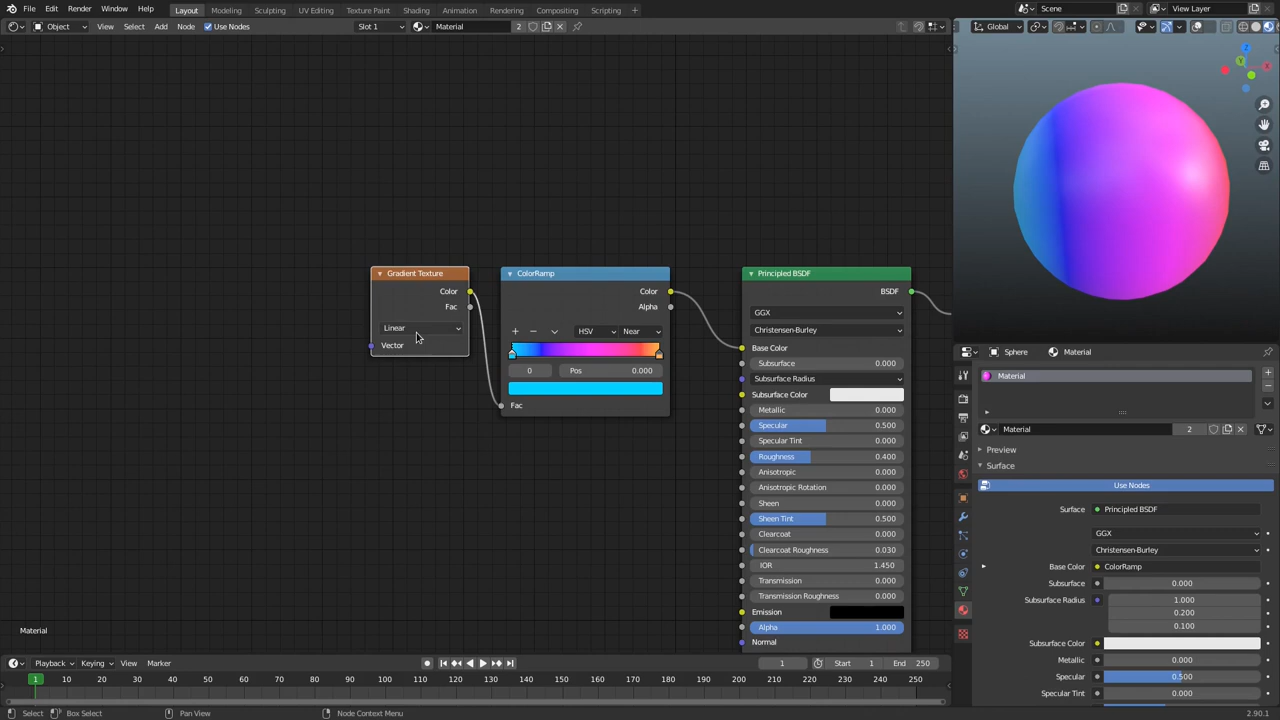 File Edit Render Window Help Layout Modeling Sculpting UV Editing Texture Paint Shading Animation Rendering Compositing Scripting Scene View Layer
Object View Select Add Node Use Nodes Slot 1 Material 2 Global
Gradient Texture
Color
Fac
Linear
Vector
ColorRamp
Color
Alpha
HSV Near
0 Pos 0.000
Fac
Principled BSDF
BSDF
GGX
Christensen-Burley
Base Color
Subsurface 0.000
Subsurface Radius
Subsurface Color
Metallic 0.000
Specular 0.500
Specular Tint 0.000
Roughness 0.400
Anisotropic 0.000
Anisotropic Rotation 0.000
Sheen 0.000
Sheen Tint 0.500
Clearcoat 0.000
Clearcoat Roughness 0.030
IOR 1.450
Transmission 0.000
Transmission Roughness 0.000
Emission
Alpha 1.000
Normal
Material
Z
Y
X
Sphere Material
Material
Material 2
Preview
Surface
Use Nodes
Surface Principled BSDF
GGX
Christensen-Burley
Base Color ColorRamp
Subsurface 0.000
Subsurface Radius 1.000
0.200
0.100
Subsurface Color
Metallic 0.000
Specular 0.500
Specular Tint 0.000
Playback Keying View Marker 1 Start 1 End 250
1 10 20 30 40 50 60 70 80 90 100 110 120 130 140 150 160 170 180 190 200 210 220 230 240 250
Select Box Select Pan View Node Context Menu 2.90.1